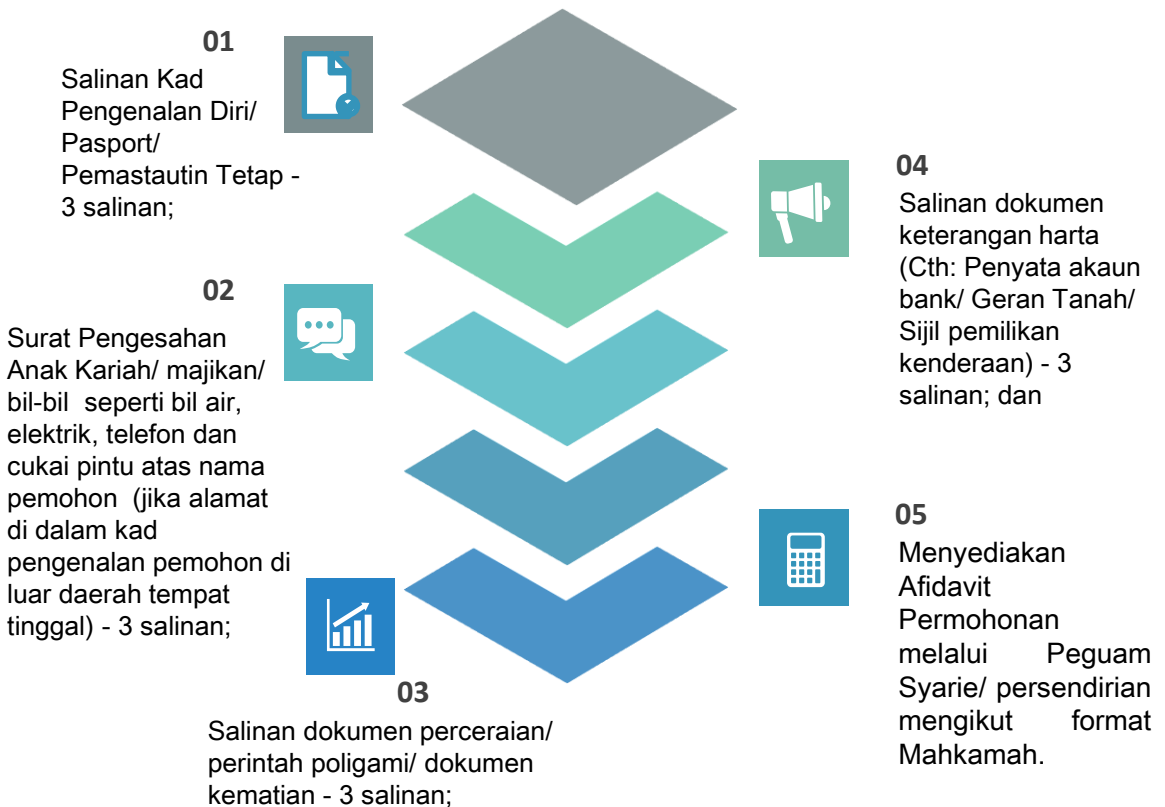 01
Salinan Kad
Pengenalan Diri/
Pasport/
Pemastautin Tetap -
3 salinan;
02
Surat Pengesahan
Anak Kariah/ majikan/
bil-bil  seperti bil air,
elektrik, telefon dan
cukai pintu atas nama
pemohon  (jika alamat
di dalam kad
pengenalan pemohon di
luar daerah tempat
tinggal) - 3 salinan;
03
Salinan dokumen perceraian/
perintah poligami/ dokumen
kematian - 3 salinan;
04
Salinan dokumen
keterangan harta
(Cth: Penyata akaun
bank/ Geran Tanah/
Sijil pemilikan
kenderaan) - 3
salinan; dan
05
Menyediakan
Afidavit
Permohonan
melalui Peguam
Syarie/ persendirian
mengikut format
Mahkamah.